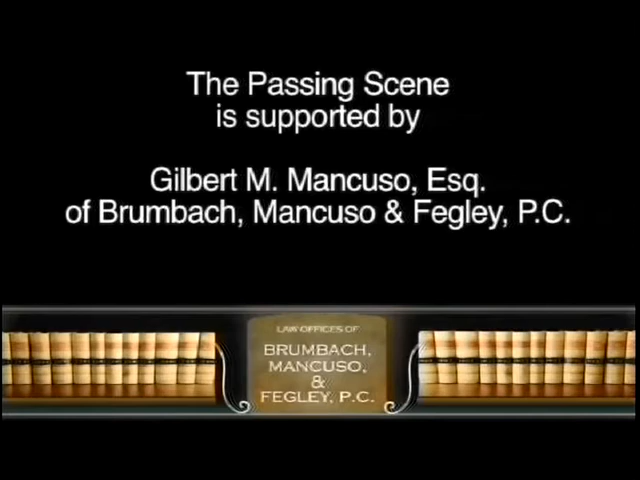 The Passing Scene
is supported by
Gilbert M. Mancuso, Esq.
of Brumbach, Mancuso & Fegley, P.C.
LAW OFFICES OF
BRUMBACH,
MANCUSO,
&
FEGLEY, P.C.